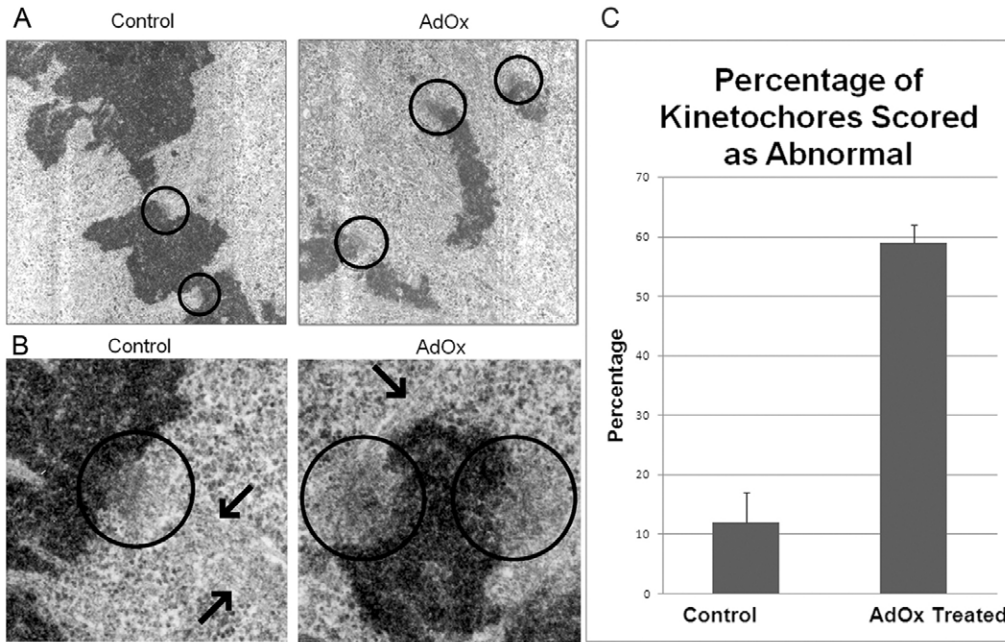 A
Control
AdOx
B
Control
AdOx
C
Percentage of
Kinetochores Scored
as Abnormal
Percentage
70
60
50
40
30
20
10
0
Control
AdOx Treated